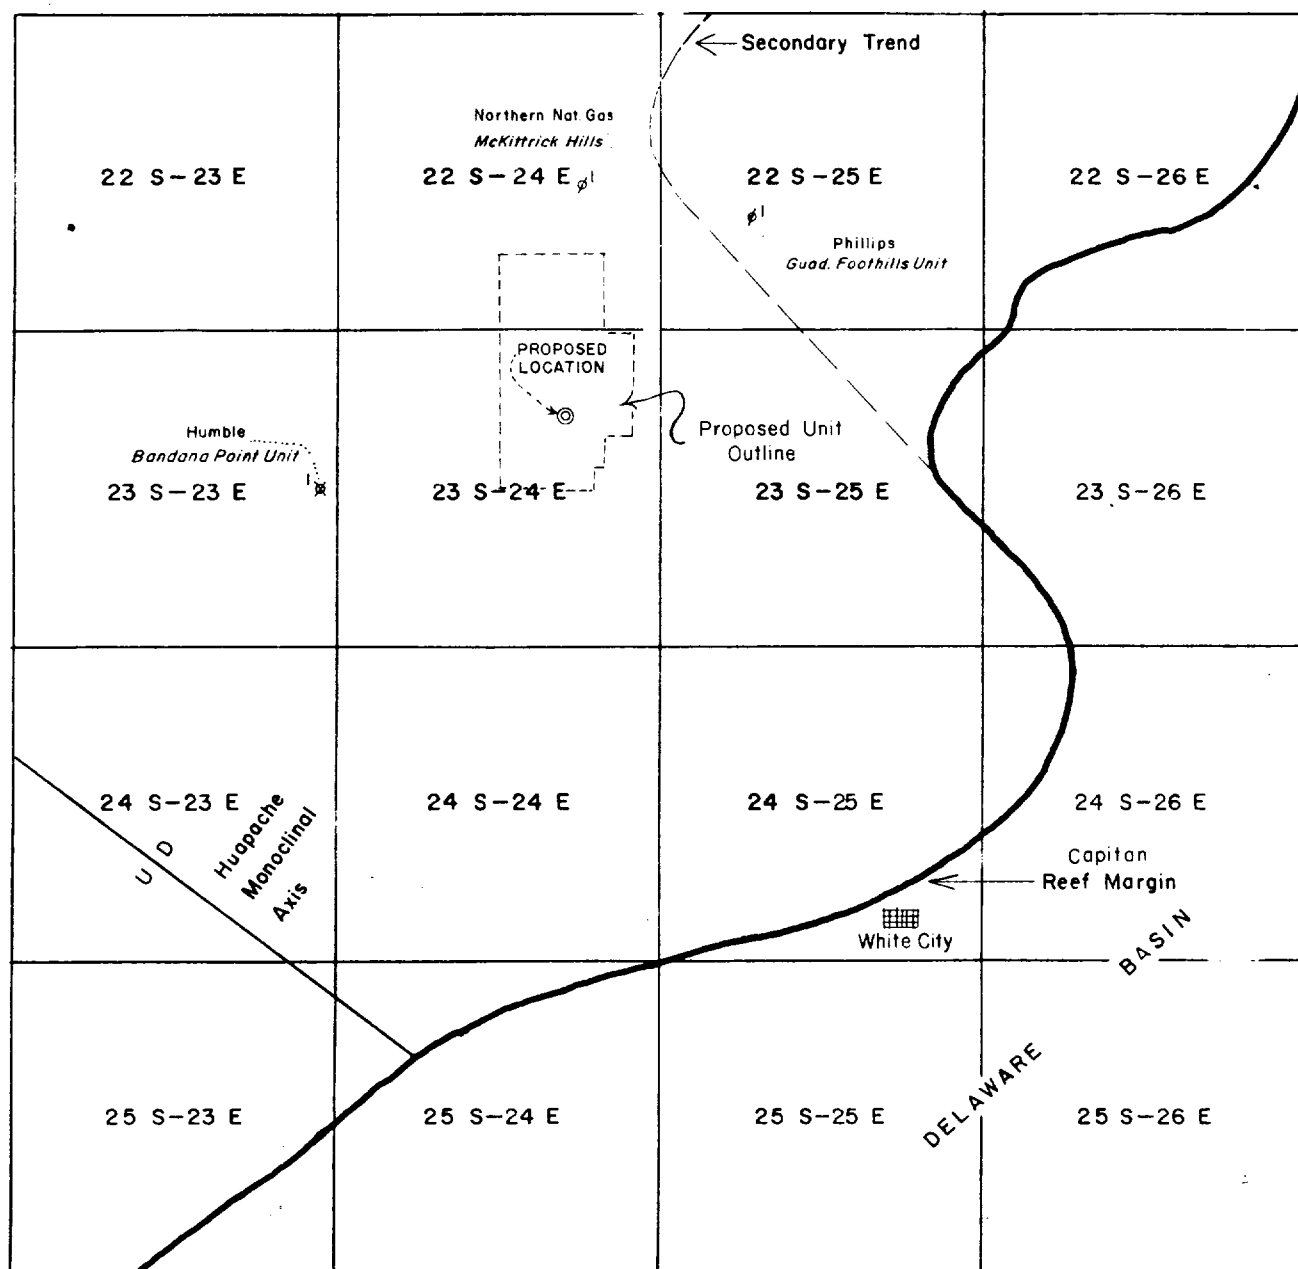 Secondary Trend
Northern Nat. Gas
McKittrick Hills
22 S-23 E
22 S-24 E
1
22 S-25 E
22 S-26 E
1
Phillips
Guad. Foothills Unit
PROPOSED
LOCATION
Proposed Unit
Outline
Humble
Bandana Point Unit
1
23 S-23 E
23 S-24 E
23 S-25 E
23 S-26 E
24 S-23 E
24 S-24 E
24 S-25 E
24 S-26 E
U D
Huapache
Monoclinal
Axis
Capitan
Reef Margin
White City
DELAWARE BASIN
25 S-23 E
25 S-24 E
25 S-25 E
25 S-26 E